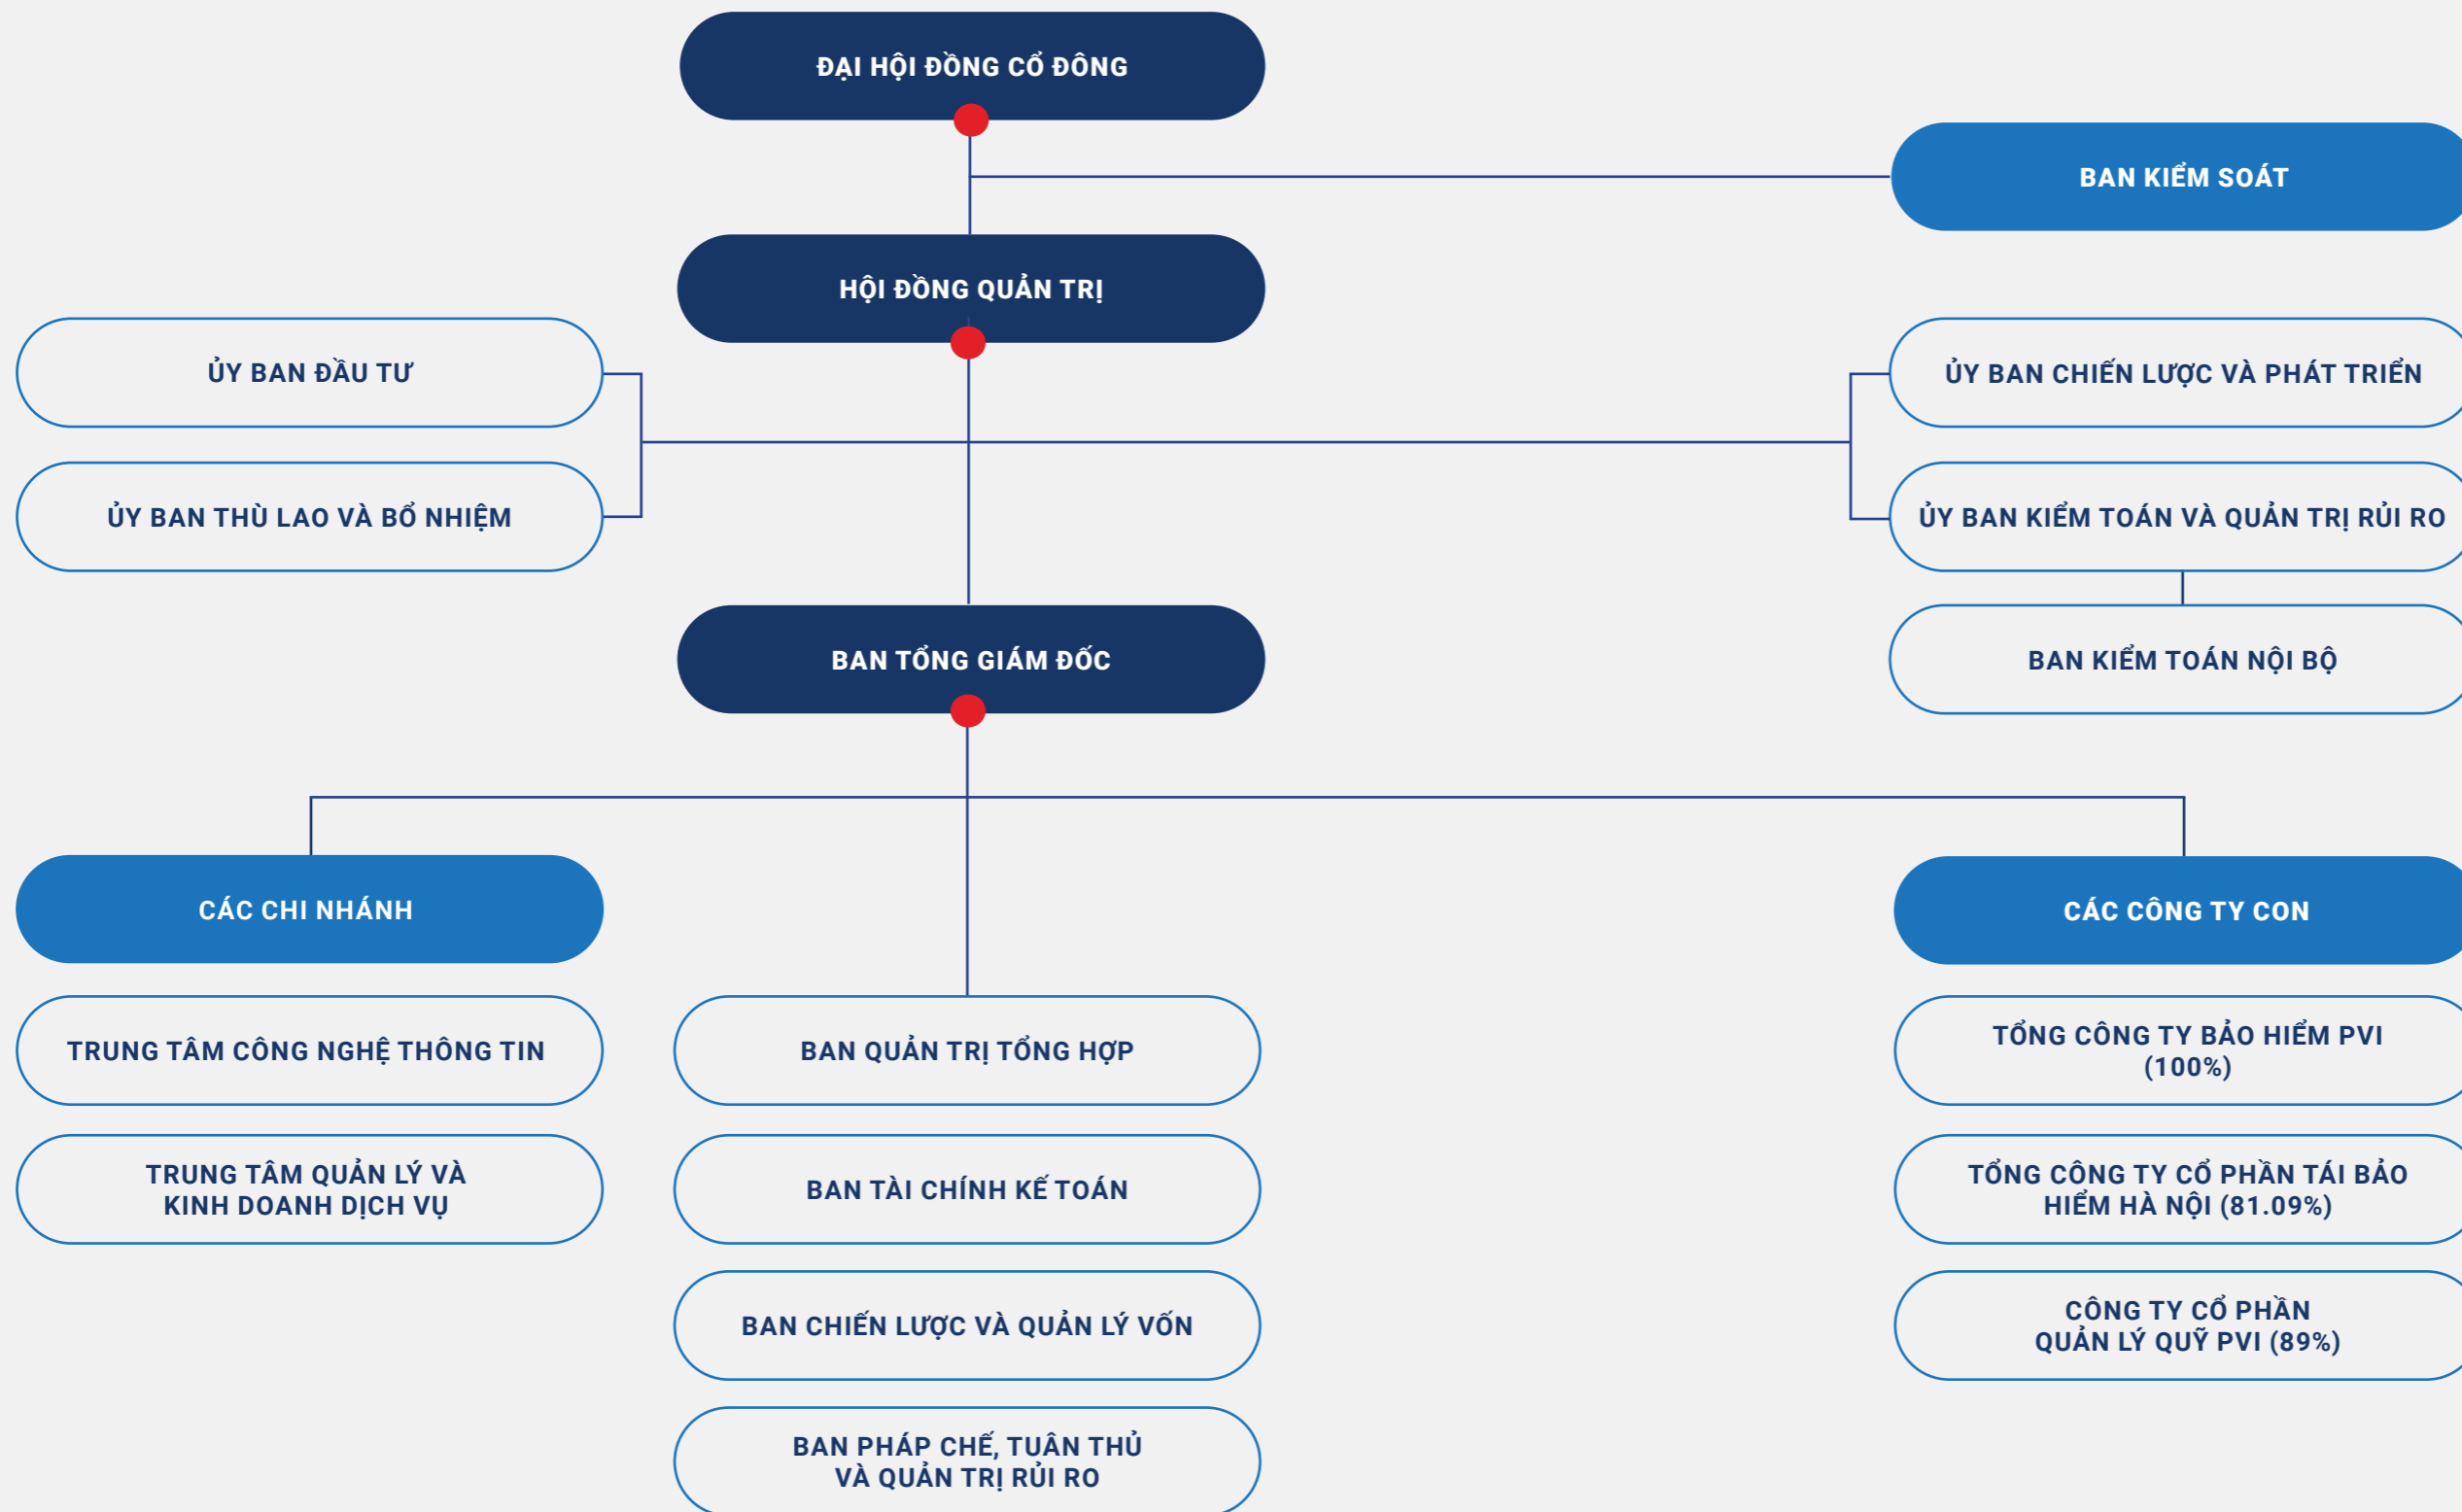 ĐẠI HỘI ĐỒNG CỔ ĐÔNG
BAN KIỂM SOÁT
HỘI ĐỒNG QUẢN TRỊ
ỦY BAN ĐẦU TƯ
ỦY BAN CHIẾN LƯỢC VÀ PHÁT TRIỂN
ỦY BAN THÙ LAO VÀ BỔ NHIỆM
ỦY BAN KIỂM TOÁN VÀ QUẢN TRỊ RỦI RO
BAN TỔNG GIÁM ĐỐC
BAN KIỂM TOÁN NỘI BỘ
CÁC CHI NHÁNH
CÁC CÔNG TY CON
TRUNG TÂM CÔNG NGHỆ THÔNG TIN
BAN QUẢN TRỊ TỔNG HỢP
TỔNG CÔNG TY BẢO HIỂM PVI
(100%)
TRUNG TÂM QUẢN LÝ VÀ
KINH DOANH DỊCH VỤ
BAN TÀI CHÍNH KẾ TOÁN
TỔNG CÔNG TY CỔ PHẦN TÁI BẢO
HIỂM HÀ NỘI (81.09%)
BAN CHIẾN LƯỢC VÀ QUẢN LÝ VỐN
CÔNG TY CỔ PHẦN
QUẢN LÝ QUỸ PVI (89%)
BAN PHÁP CHẾ, TUÂN THỦ
VÀ QUẢN TRỊ RỦI RO